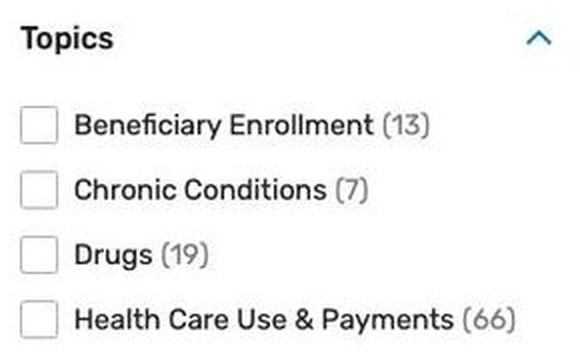 Topics
Beneficiary Enrollment (13)
Chronic Conditions (7)
Drugs (19)
Health Care Use & Payments (66)